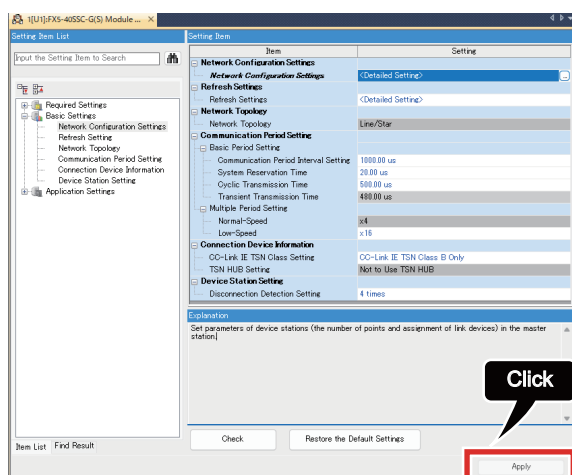 1[U1]:FX5-40SSC-G(S) Module ...
Setting Item List
Input the Setting Item to Search
Required Settings
Basic Settings
Network Configuration Settings
Refresh Setting
Network Topology
Communication Period Setting
Connection Device Information
Device Station Setting
Application Settings
Item List Find Result
Setting Item
Item Setting
Network Configuration Settings
Network Configuration Settings <Detailed Setting>
Refresh Settings
Refresh Settings <Detailed Setting>
Network Topology
Network Topology Line/Star
Communication Period Setting
Basic Period Setting
Communication Period Interval Setting 1000.00 us
System Reservation Time 20.00 us
Cyclic Transmission Time 500.00 us
Transient Transmission Time 480.00 us
Multiple Period Setting
Normal-Speed x4
Low-Speed x16
Connection Device Information
CC-Link IE TSN Class Setting CC-Link IE TSN Class B Only
TSN HUB Setting Not to Use TSN HUB
Device Station Setting
Disconnection Detection Setting 4 times
Explanation
Set parameters of device stations (the number of points and assignment of link devices) in the master
station.
Click
Check Restore the Default Settings
Apply